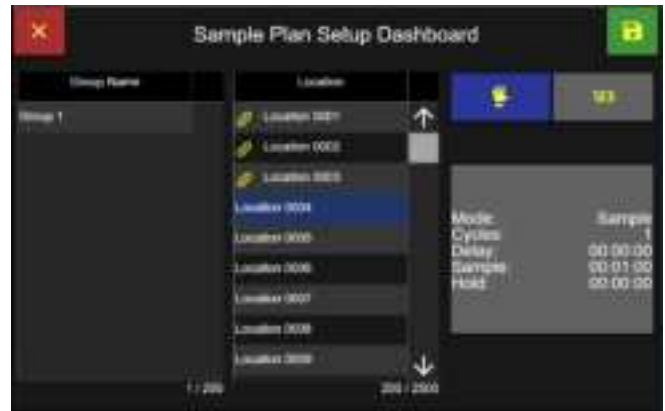 Sample Plan Setup Dashboard
Group Name
Location
123
Group 1
Location 0001
Location 0002
Location 0003
Location 0004
Location 0005
Location 0006
Location 0007
Location 0008
Location 0009
Mode: Sample
Cycles: 1
Delay: 00:00:00
Sample: 00:01:00
Hold: 00:00:00
1 / 200
200 / 2500